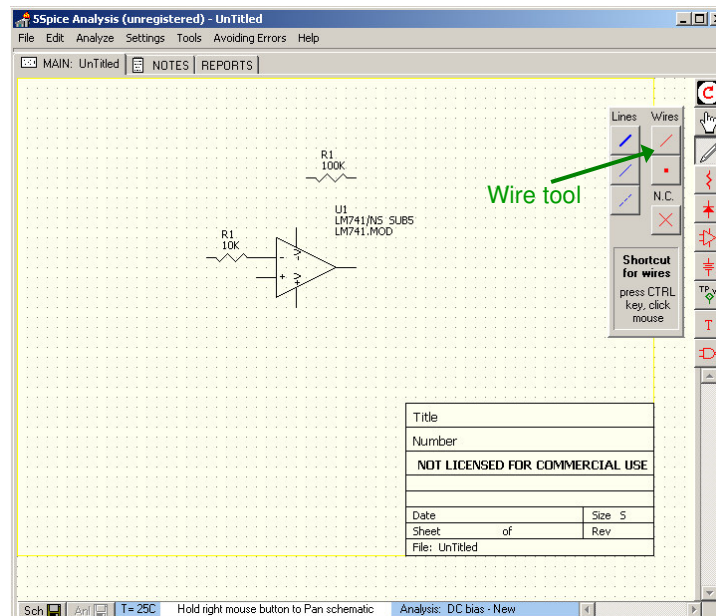 5Spice Analysis (unregistered) - UnTitled
File Edit Analyze Settings Tools Avoiding Errors Help
MAIN: UnTitled NOTES REPORTS
Lines Wires
N.C.
Shortcut
for wires
press CTRL
key, click
mouse
Wire tool
R1
100K
U1
LM741/NS SUB5
LM741.MOD
R1
10K
TP
T
Title
Number
NOT LICENSED FOR COMMERCIAL USE
Date Size S
Sheet of Rev
File: UnTitled
Sch Anl T= 25C Hold right mouse button to Pan schematic Analysis: DC bias - New